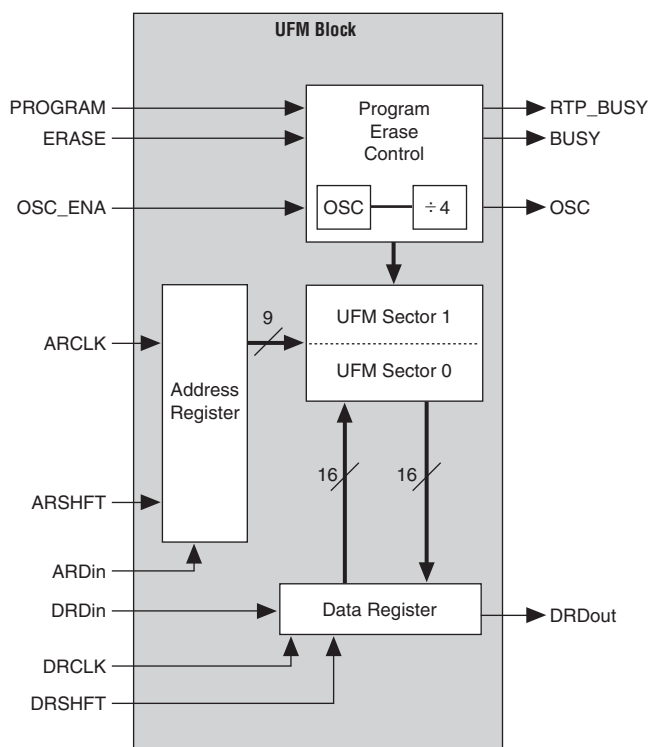 UFM Block
PROGRAM
ERASE
OSC_ENA
Program
Erase
Control
OSC
÷ 4
RTP_BUSY
BUSY
OSC
UFM Sector 1
UFM Sector 0
9
ARCLK
Address
Register
ARSHFT
ARDin
16
16
DRDin
Data Register
DRDout
DRCLK
DRSHFT